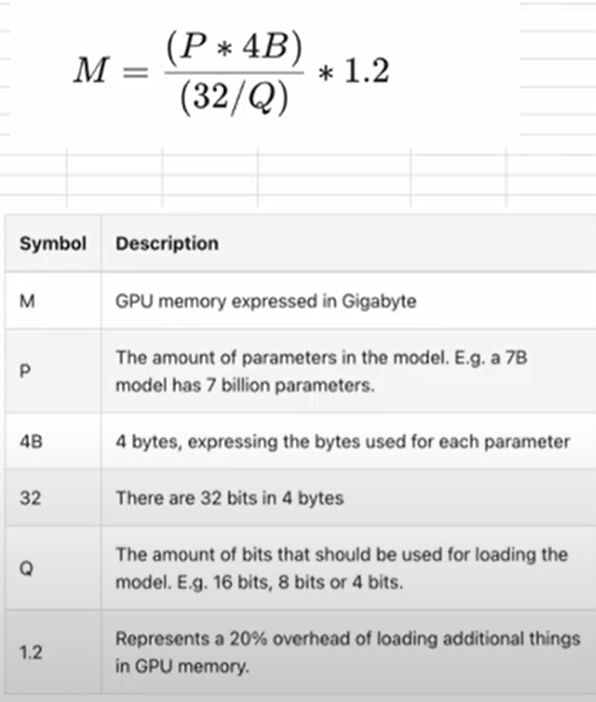 M = (P * 4B) / (32/Q) * 1.2
Symbol Description
M GPU memory expressed in Gigabyte
P The amount of parameters in the model. E.g. a 7B
model has 7 billion parameters.
4B 4 bytes, expressing the bytes used for each parameter
32 There are 32 bits in 4 bytes
Q The amount of bits that should be used for loading the
model. E.g. 16 bits, 8 bits or 4 bits.
1.2 Represents a 20% overhead of loading additional things
in GPU memory.